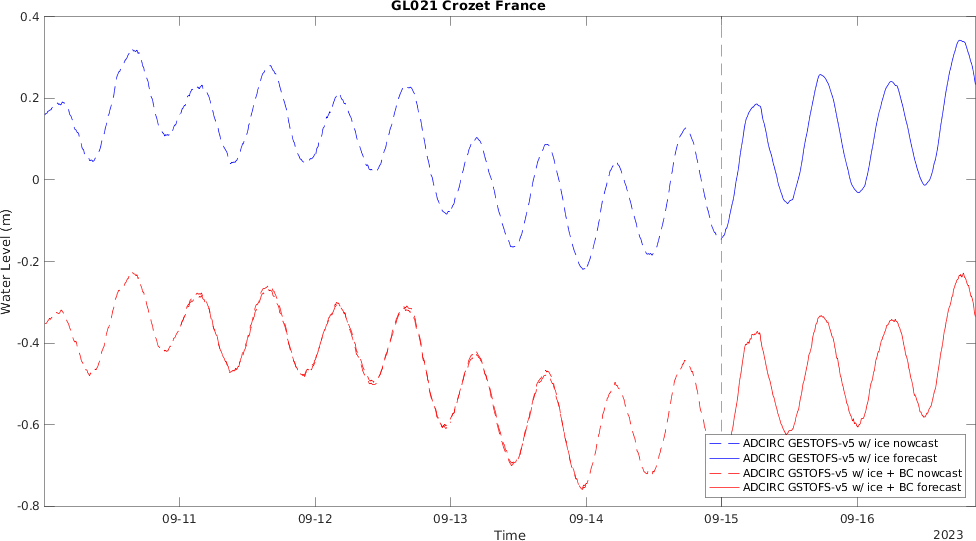 GL021 Crozet France
0.4
0.2
0
-0.2
-0.4
-0.6
-0.8
Water Level (m)
ADCIRC GESTOFS-v5 w/ ice nowcast
ADCIRC GESTOFS-v5 w/ ice forecast
ADCIRC GSTOFS-v5 w/ ice + BC nowcast
ADCIRC GSTOFS-v5 w/ ice + BC forecast
09-11 09-12 09-13 09-14 09-15 09-16
Time
2023